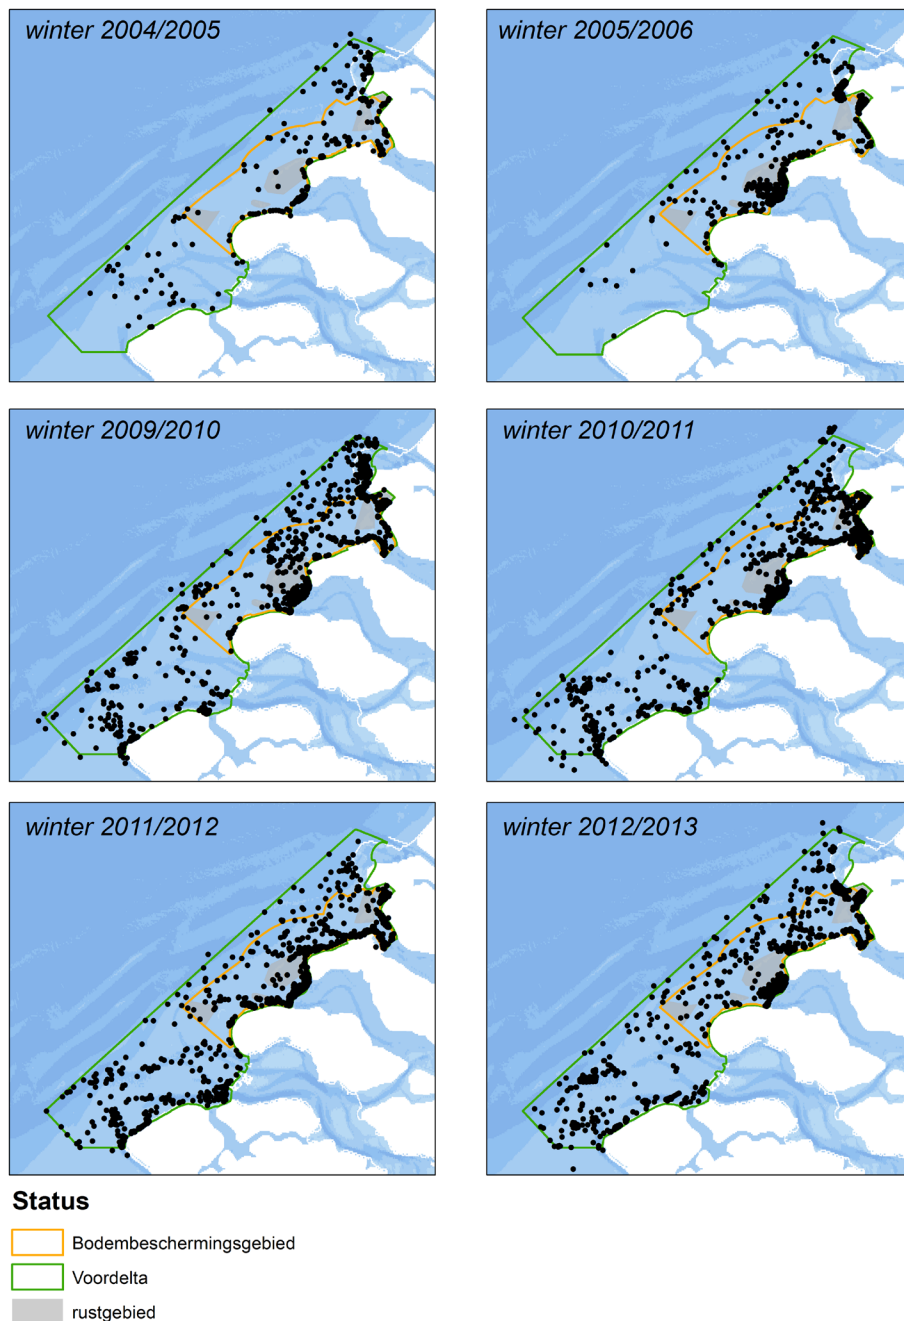 winter 2004/2005
winter 2005/2006
winter 2009/2010
winter 2010/2011
winter 2011/2012
winter 2012/2013
Status
Bodembeschermingsgebied
Voordelta
rustgebied